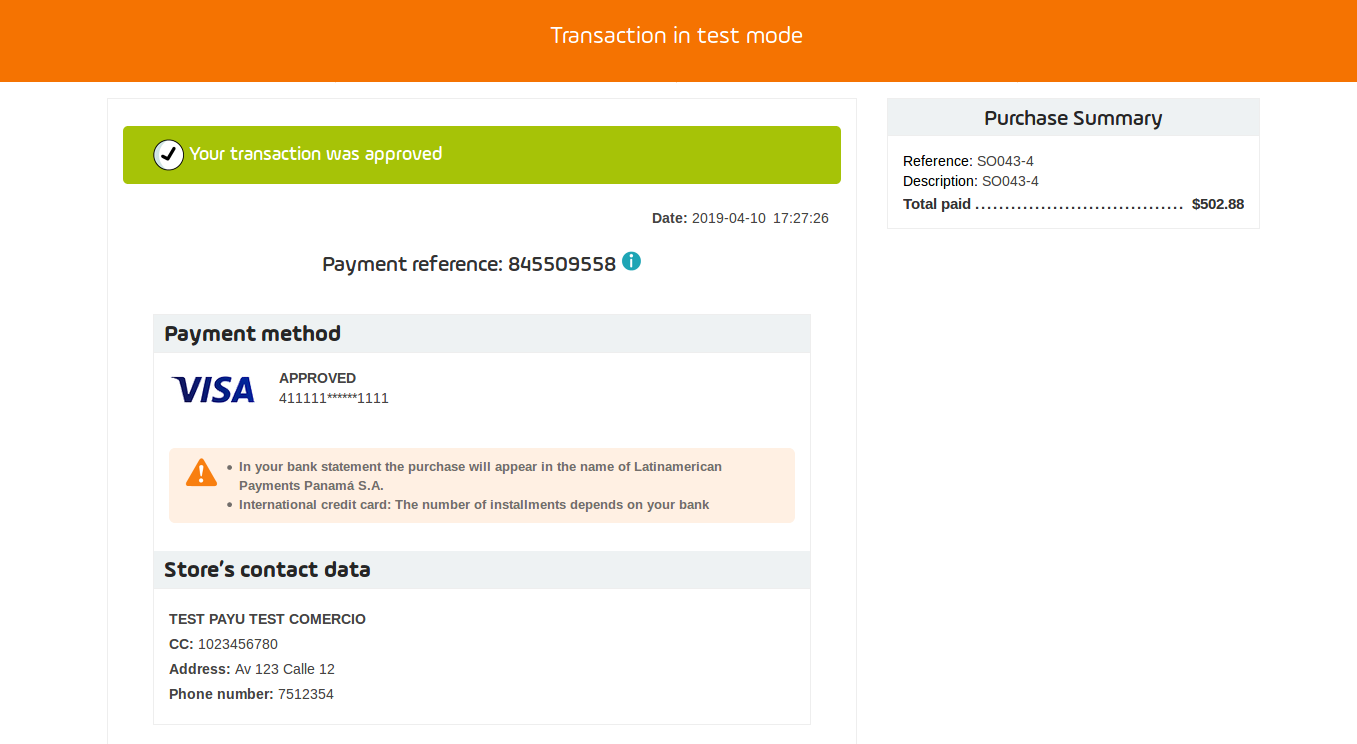 Transaction in test mode
Your transaction was approved
Date: 2019-04-10 17:27:26
Payment reference: 845509558
Payment method
VISA
APPROVED
411111******1111
• In your bank statement the purchase will appear in the name of Latinamerican
Payments Panamá S.A.
• International credit card: The number of installments depends on your bank
Store's contact data
TEST PAYU TEST COMERCIO
CC: 1023456780
Address: Av 123 Calle 12
Phone number: 7512354
Purchase Summary
Reference: SO043-4
Description: SO043-4
Total paid ................................... $502.88